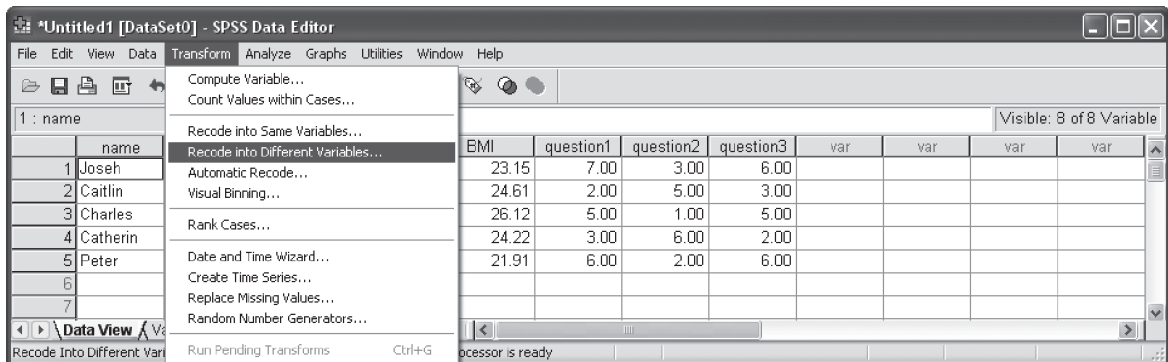 *Untitled1 [DataSet0] - SPSS Data Editor
File Edit View Data Transform Analyze Graphs Utilities Window Help
Compute Variable...
Count Values within Cases...
1 : name Visible: 8 of 8 Variable
Recode into Same Variables...
name BMI question1 question2 question3 var var var var
Recode into Different Variables...
1 Joseh 23.15 7.00 3.00 6.00
Automatic Recode...
2 Caitlin 24.61 2.00 5.00 3.00
Visual Binning...
3 Charles 26.12 5.00 1.00 5.00
Rank Cases...
4 Catherin 24.22 3.00 6.00 2.00
Date and Time Wizard...
5 Peter 21.91 6.00 2.00 6.00
Create Time Series...
6
Replace Missing Values...
7
Random Number Generators...
Data View
Run Pending Transforms Ctrl+G
Recode Into Different Vari ocessor is ready